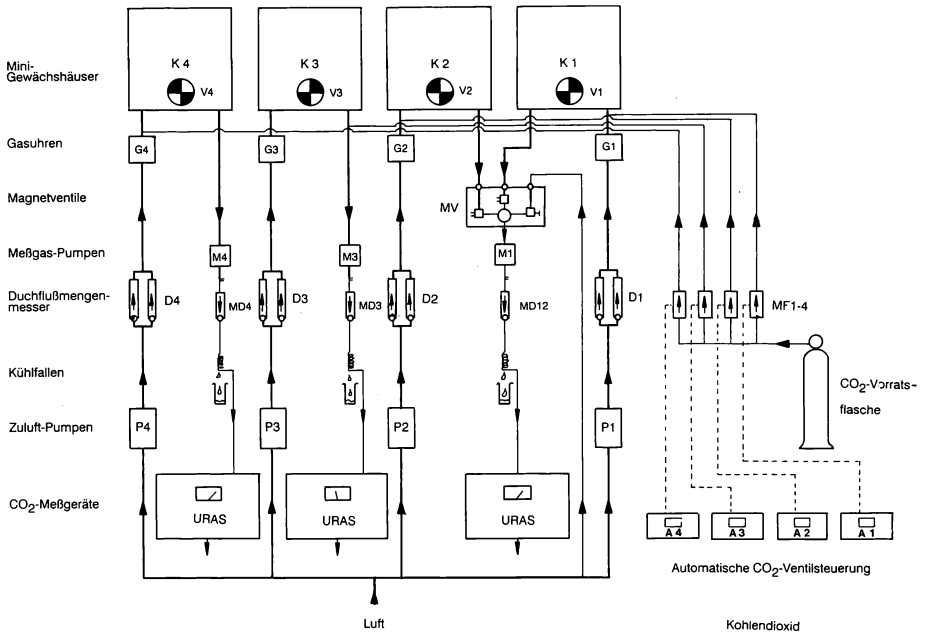 Mini-
Gewächshäuser
K 4
V4
K 3
V3
K 2
V2
K 1
V1
Gasuhren
G4
G3
G2
G1
Magnetventile
MV
Meßgas-Pumpen
M4
M3
M1
Duchflußmengen-
messer
D4
MD4
D3
MD3
D2
MD12
D1
MF1-4
Kühlfallen
CO2-Vorrats-
flasche
Zuluft-Pumpen
P4
P3
P2
P1
CO2-Meßgeräte
URAS
URAS
URAS
A 4
A 3
A 2
A 1
Automatische CO2-Ventilsteuerung
Luft
Kohlendioxid